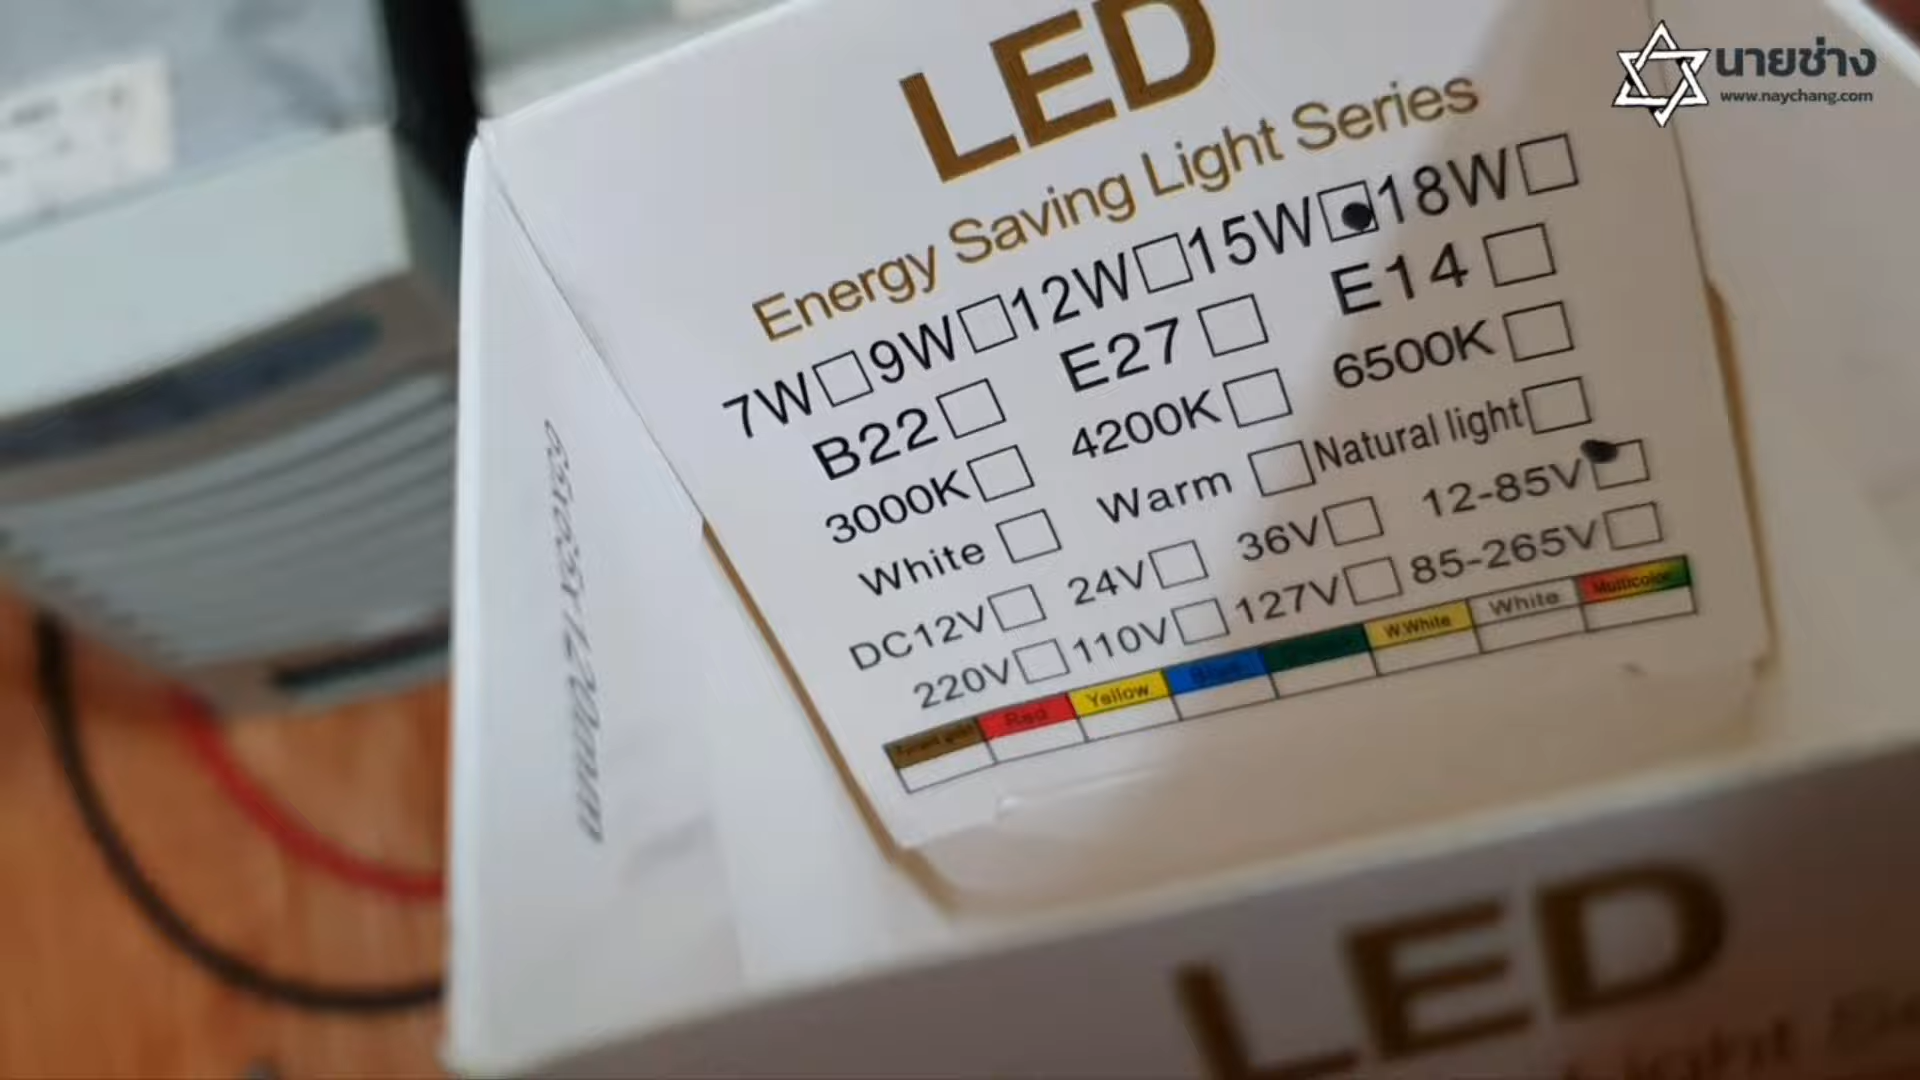 นายช่าง
www.naychang.com
LED
Energy Saving Light Series
7W 9W 12W 15W 18W
B22 E27 E14
3000K 4200K 6500K
White Warm Natural light
DC12V 24V 36V 12-85V
220V 110V 127V 85-265V
Red Yellow Blue W.White White Multicolor
LED
Light